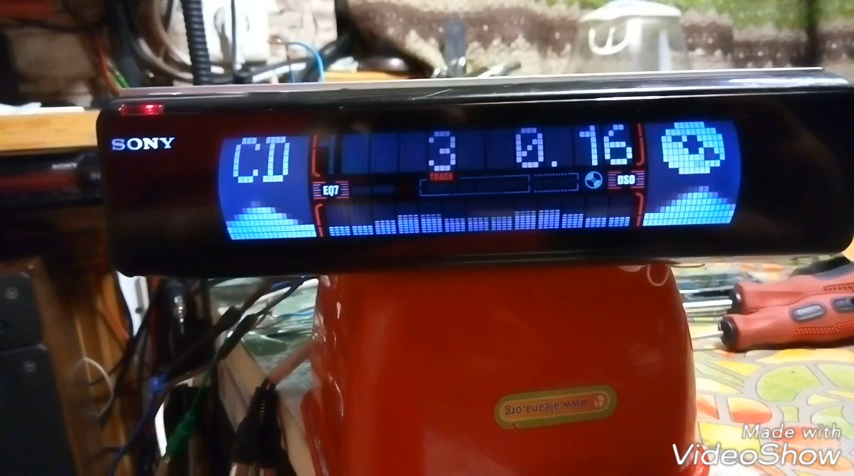 SONY
CD
3
0.16
TRACK
EQ7
DSO
www.aleana.org
Made with
VideoShow